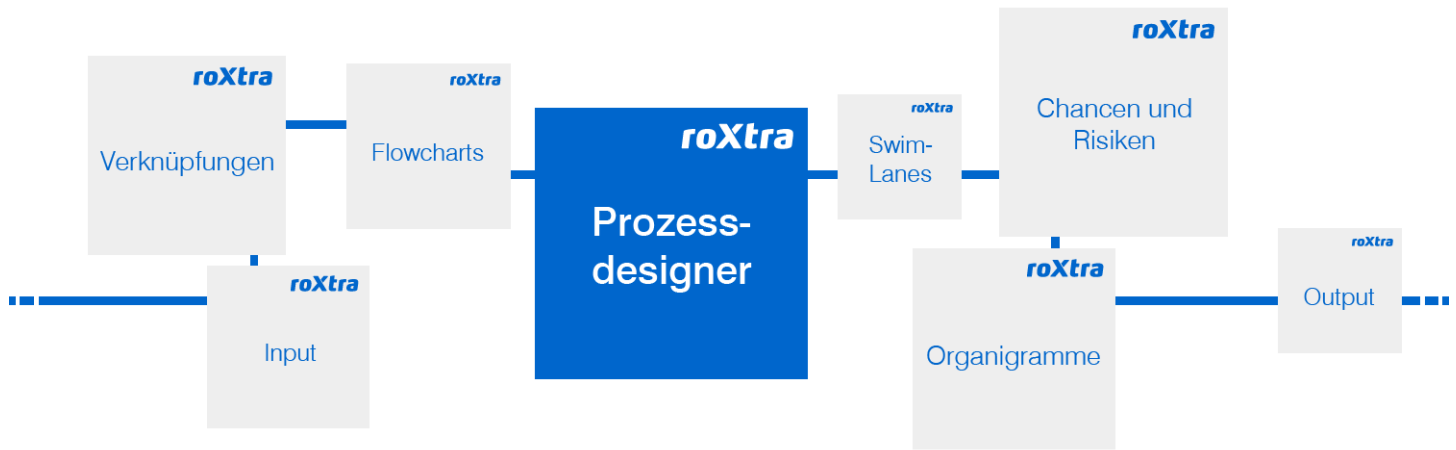 roXtra
Verknüpfungen
roXtra
Input
roXtra
Flowcharts
roXtra
Prozess-
designer
roXtra
Swim-
Lanes
roXtra
Chancen und
Risiken
roXtra
Organigramme
roXtra
Output